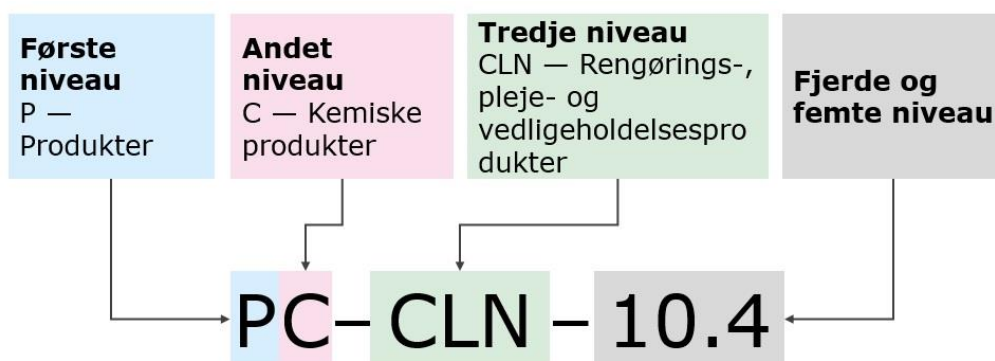 Første
niveau
P —
Produkter
Andet
niveau
C — Kemiske
produkter
Tredje niveau
CLN — Rengørings-,
pleje- og
vedligeholdelsespro
dukter
Fjerde og
femte niveau
PC–CLN–10.4